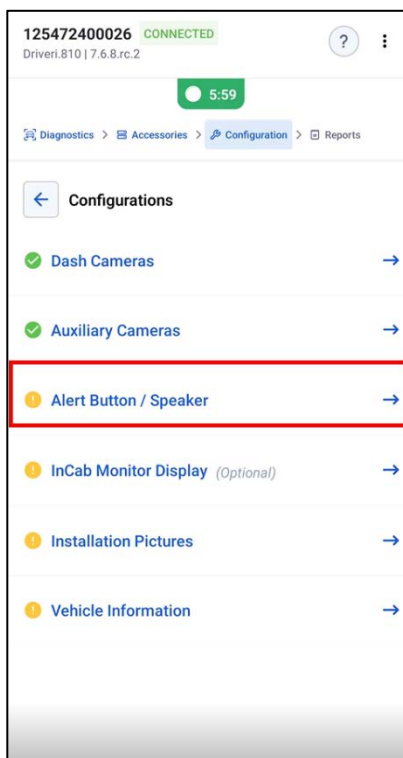 125472400026 CONNECTED
Driveri.810 | 7.6.8.rc.2
?
5:59
Diagnostics > Accessories > Configuration > Reports
Configurations
Dash Cameras
Auxiliary Cameras
Alert Button / Speaker
InCab Monitor Display (Optional)
Installation Pictures
Vehicle Information